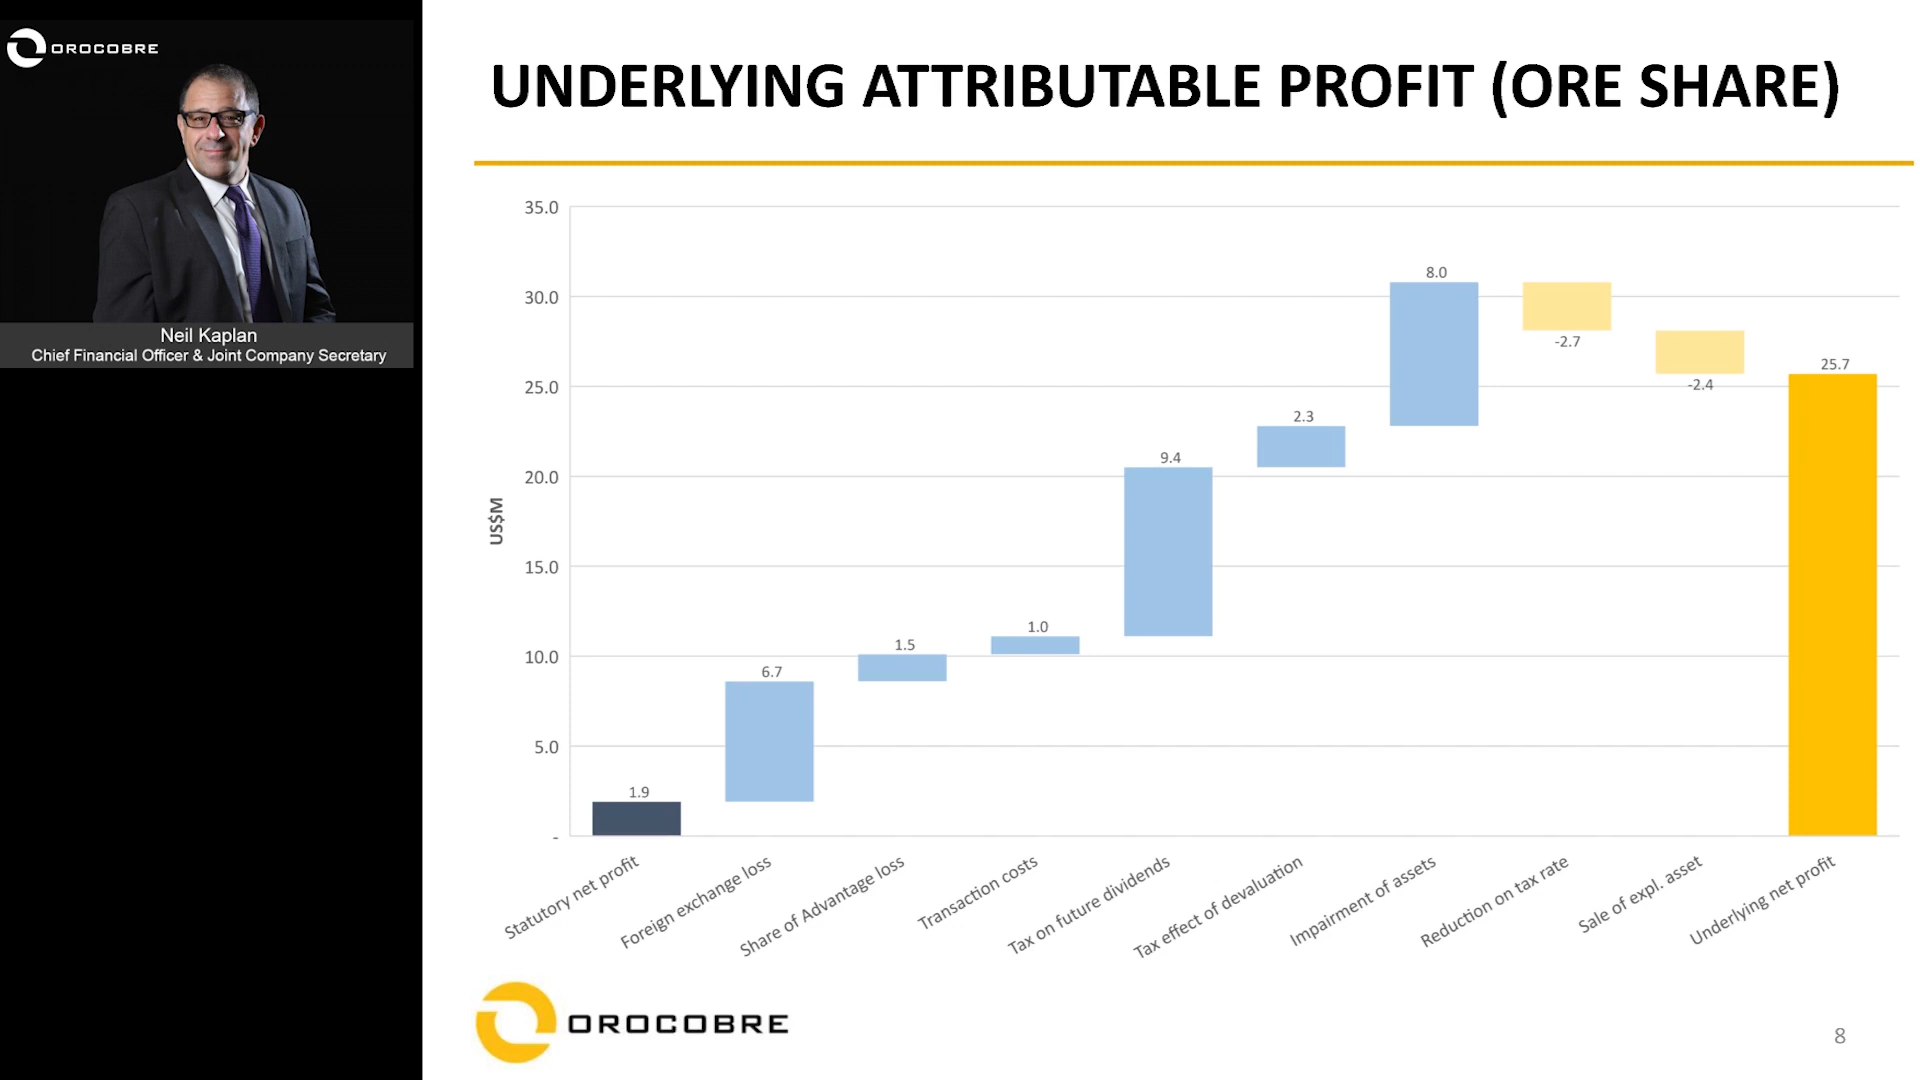 OROCOBRE
Neil Kaplan
Chief Financial Officer & Joint Company Secretary
UNDERLYING ATTRIBUTABLE PROFIT (ORE SHARE)
US$M
35.0
30.0
25.0
20.0
15.0
10.0
5.0
-
1.9
6.7
1.5
1.0
9.4
2.3
8.0
-2.7
-2.4
25.7
Statutory net profit
Foreign exchange loss
Share of Advantage loss
Transaction costs
Tax on future dividends
Tax effect of devaluation
Impairment of assets
Reduction on tax rate
Sale of expl. asset
Underlying net profit
OROCOBRE
8